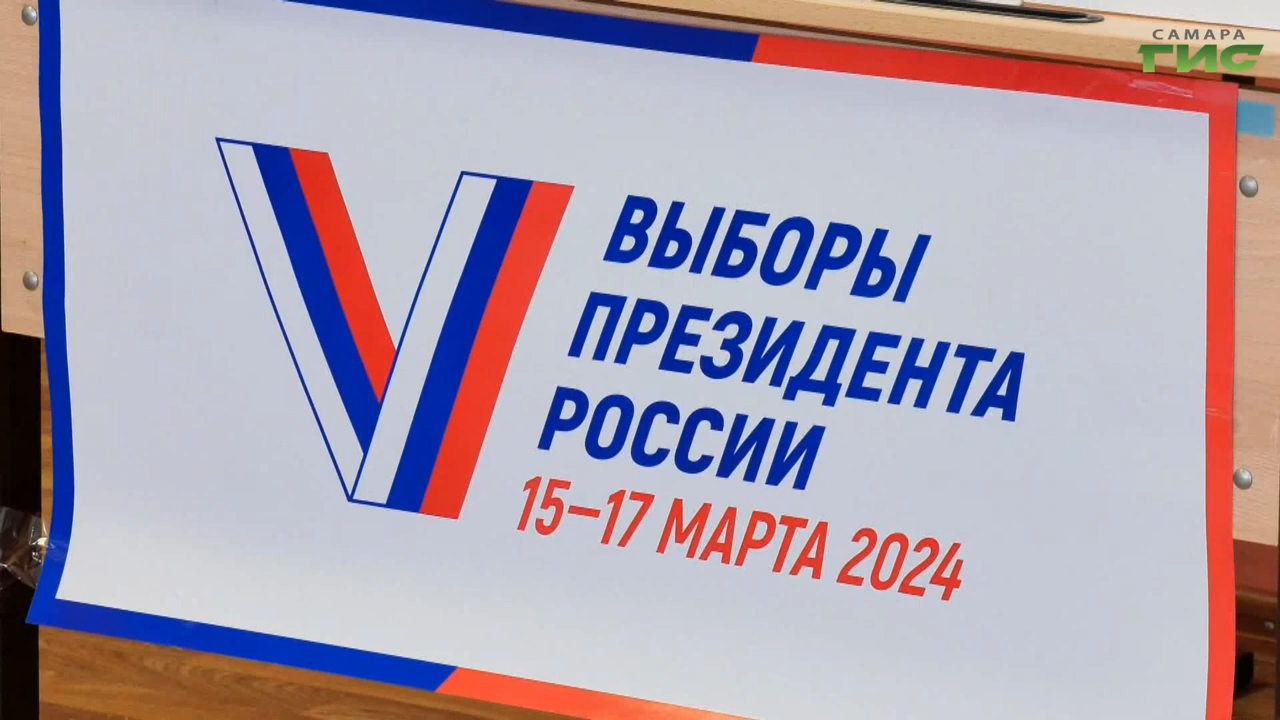 САМАРА
ГИС
ВЫБОРЫ
ПРЕЗИДЕНТА
РОССИИ
15–17 МАРТА 2024